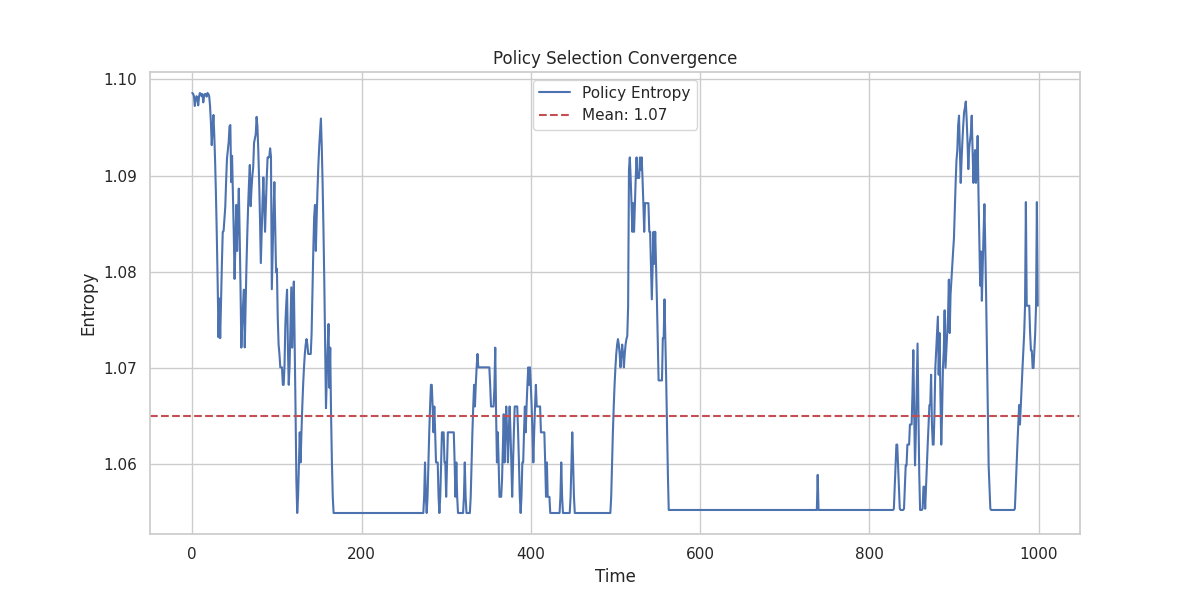 Policy Selection Convergence
1.10
1.09
1.08
1.07
1.06
Entropy
Policy Entropy
Mean: 1.07
0
200
400
600
800
1000
Time